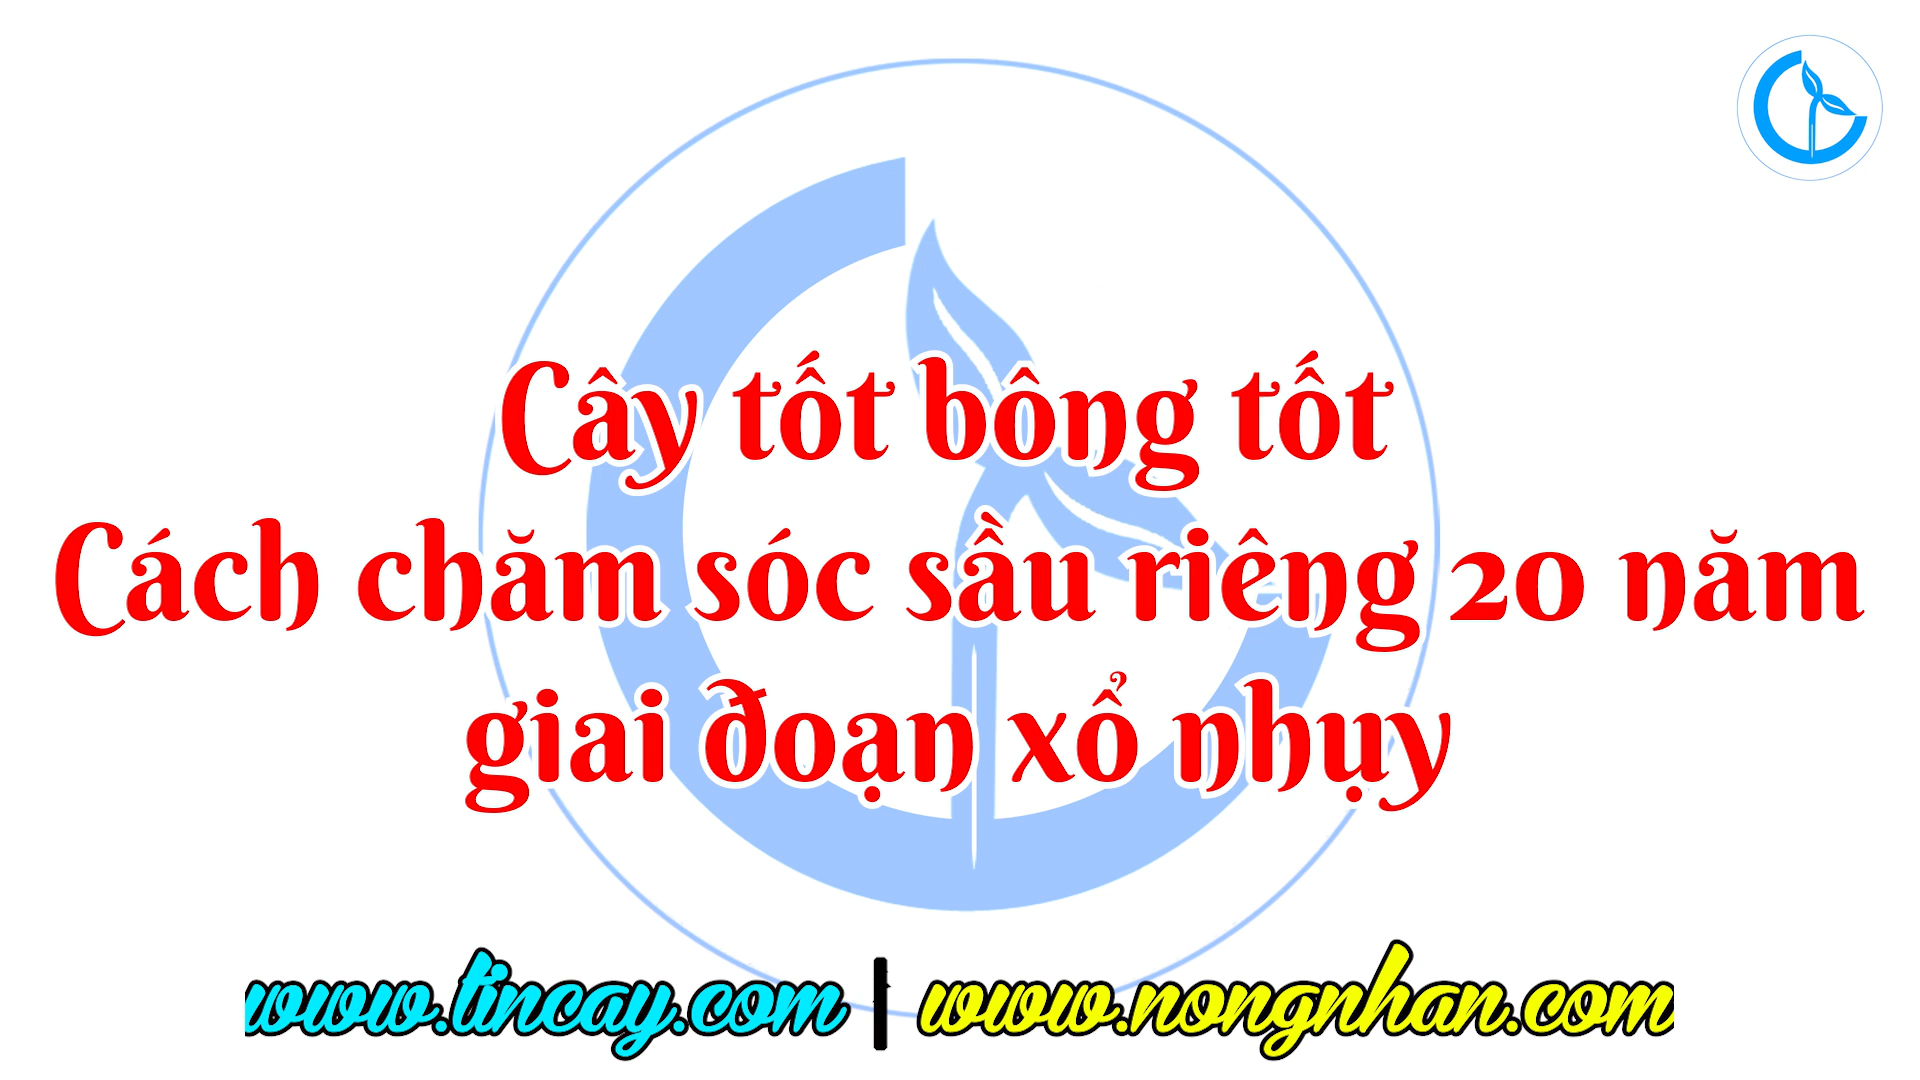 Cây tốt bông tốt
Cách chăm sóc sầu riêng 20 năm
giai đoạn xổ nhụy
www.tincay.com | www.nongnhan.com